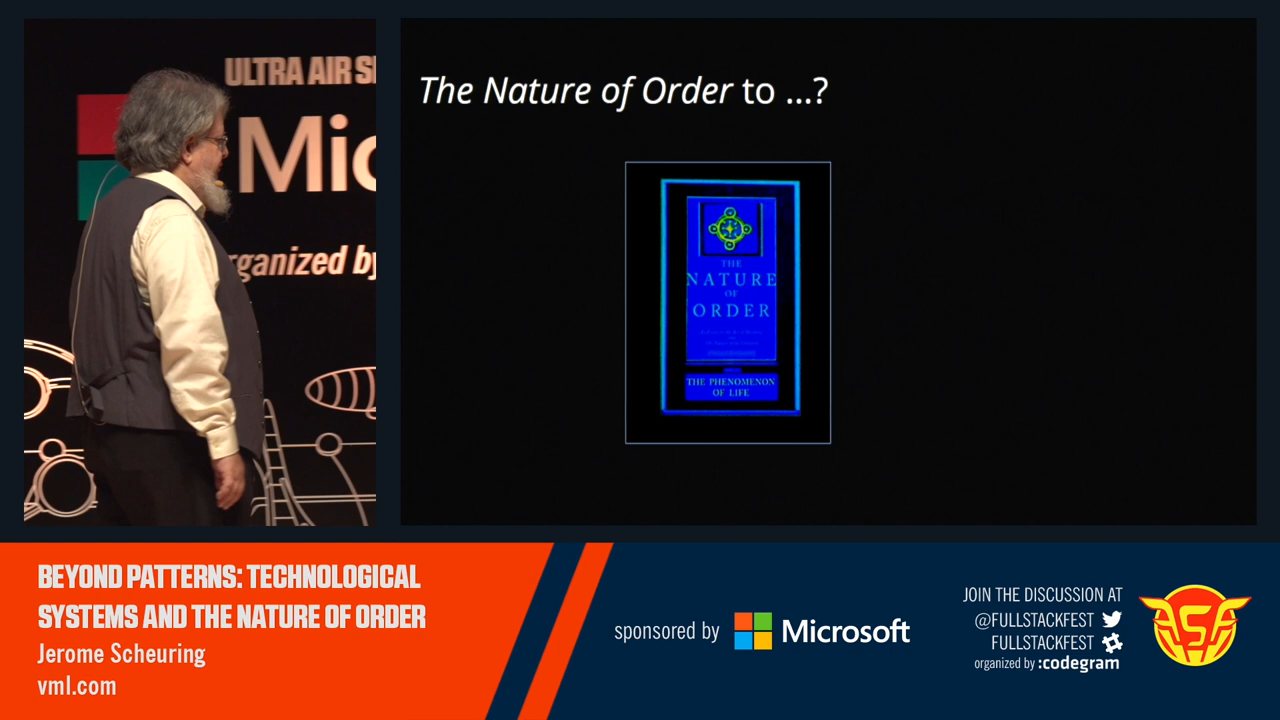 ULTRA AIR S
Mic
rganized by
The Nature of Order to ...?
THE
NATURE
OF
ORDER
THE PHENOMENON
OF LIFE
BEYOND PATTERNS: TECHNOLOGICAL
SYSTEMS AND THE NATURE OF ORDER
Jerome Scheuring
vml.com
sponsored by Microsoft
JOIN THE DISCUSSION AT
@FULLSTACKFEST
FULLSTACKFEST
organized by :codegram
FSF